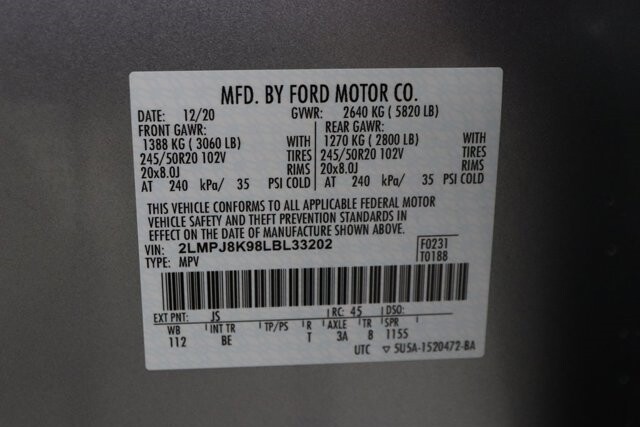 MFD. BY FORD MOTOR CO.
DATE: 12/20 GVWR: 2640 KG ( 5820 LB)
FRONT GAWR: REAR GAWR:
1388 KG ( 3060 LB) WITH 1270 KG ( 2800 LB) WITH
245/50R20 102V TIRES 245/50R20 102V TIRES
20x8.0J RIMS 20x8.0J RIMS
AT 240 kPa/ 35 PSI COLD AT 240 kPa/ 35 PSI COLD
THIS VEHICLE CONFORMS TO ALL APPLICABLE FEDERAL MOTOR
VEHICLE SAFETY AND THEFT PREVENTION STANDARDS IN
EFFECT ON THE DATE OF MANUFACTURE SHOWN ABOVE.
VIN: 2LMPJ8K98LBL33202 F0231
TYPE: MPV T0188
EXT PNT: JS RC: 45 DSO:
WB INT TR TP/PS R AXLE TR SPR
112 BE T 3A 8 1155
UTC ▽ 5U5A-1520472-BA